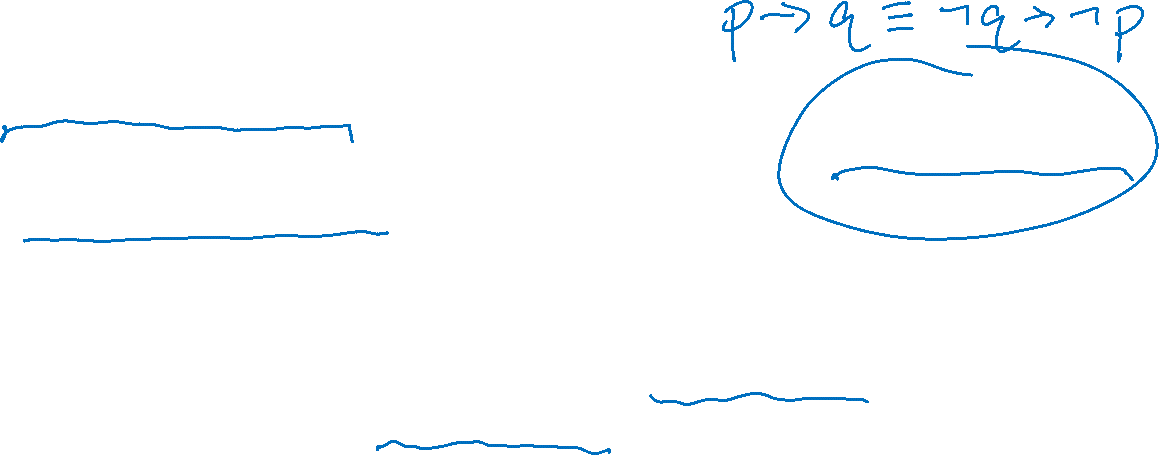 p → q ≡ ¬q → ¬p